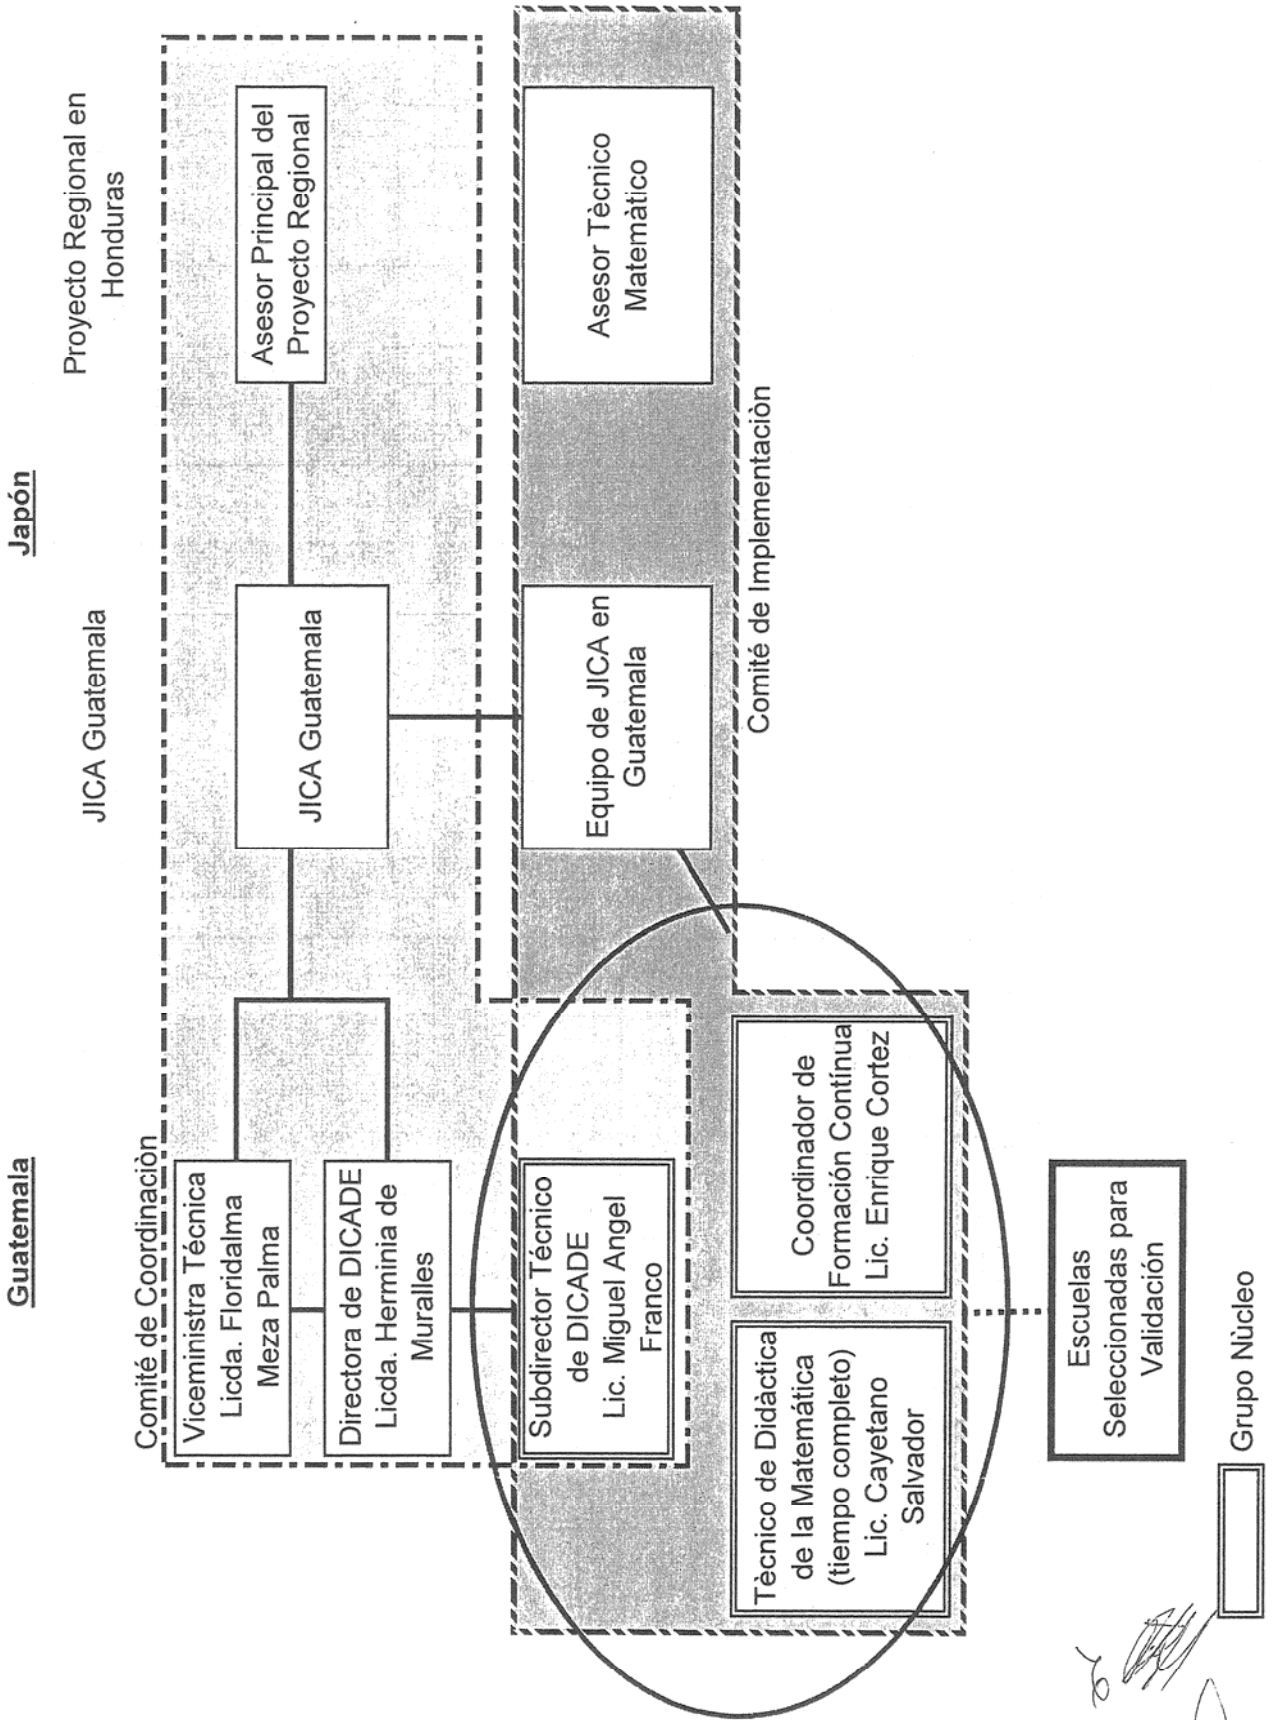 Guatemala
Japón
JICA Guatemala
Proyecto Regional en
Honduras
Comité de Coordinaciòn
Viceministra Técnica
Licda. Floridalma
Meza Palma
Directora de DICADE
Licda. Herminia de
Muralles
JICA Guatemala
Asesor Principal del
Proyecto Regional
Subdirector Técnico
de DICADE
Lic. Miguel Angel
Franco
Equipo de JICA en
Guatemala
Asesor Tècnico
Matemàtico
Comité de Implementaciòn
Tècnico de Didàctica
de la Matemática
(tiempo completo)
Lic. Cayetano
Salvador
Coordinador de
Formación Contínua
Lic. Enrique Cortez
Escuelas
Seleccionadas para
Validación
Grupo Nùcleo